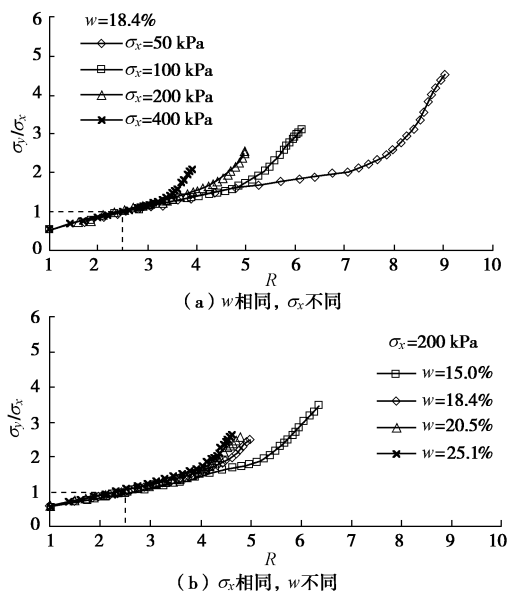 w=18.4%
σx=50 kPa
σx=100 kPa
σx=200 kPa
σx=400 kPa
σy/σx
6
5
4
3
2
1
0
1 2 3 4 5 6 7 8 9 10
R
（a）w相同，σx不同
σx=200 kPa
w=15.0%
w=18.4%
w=20.5%
w=25.1%
σy/σx
6
5
4
3
2
1
0
1 2 3 4 5 6 7 8 9 10
R
（b）σx相同，w不同